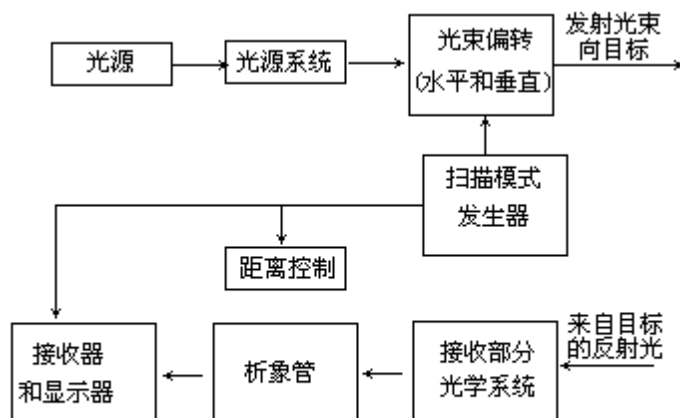 光源
光源系统
光束偏转
(水平和垂直)
发射光束
向目标
扫描模式
发生器
距离控制
接收器
和显示器
析象管
接收部分
光学系统
来自目标
的反射光